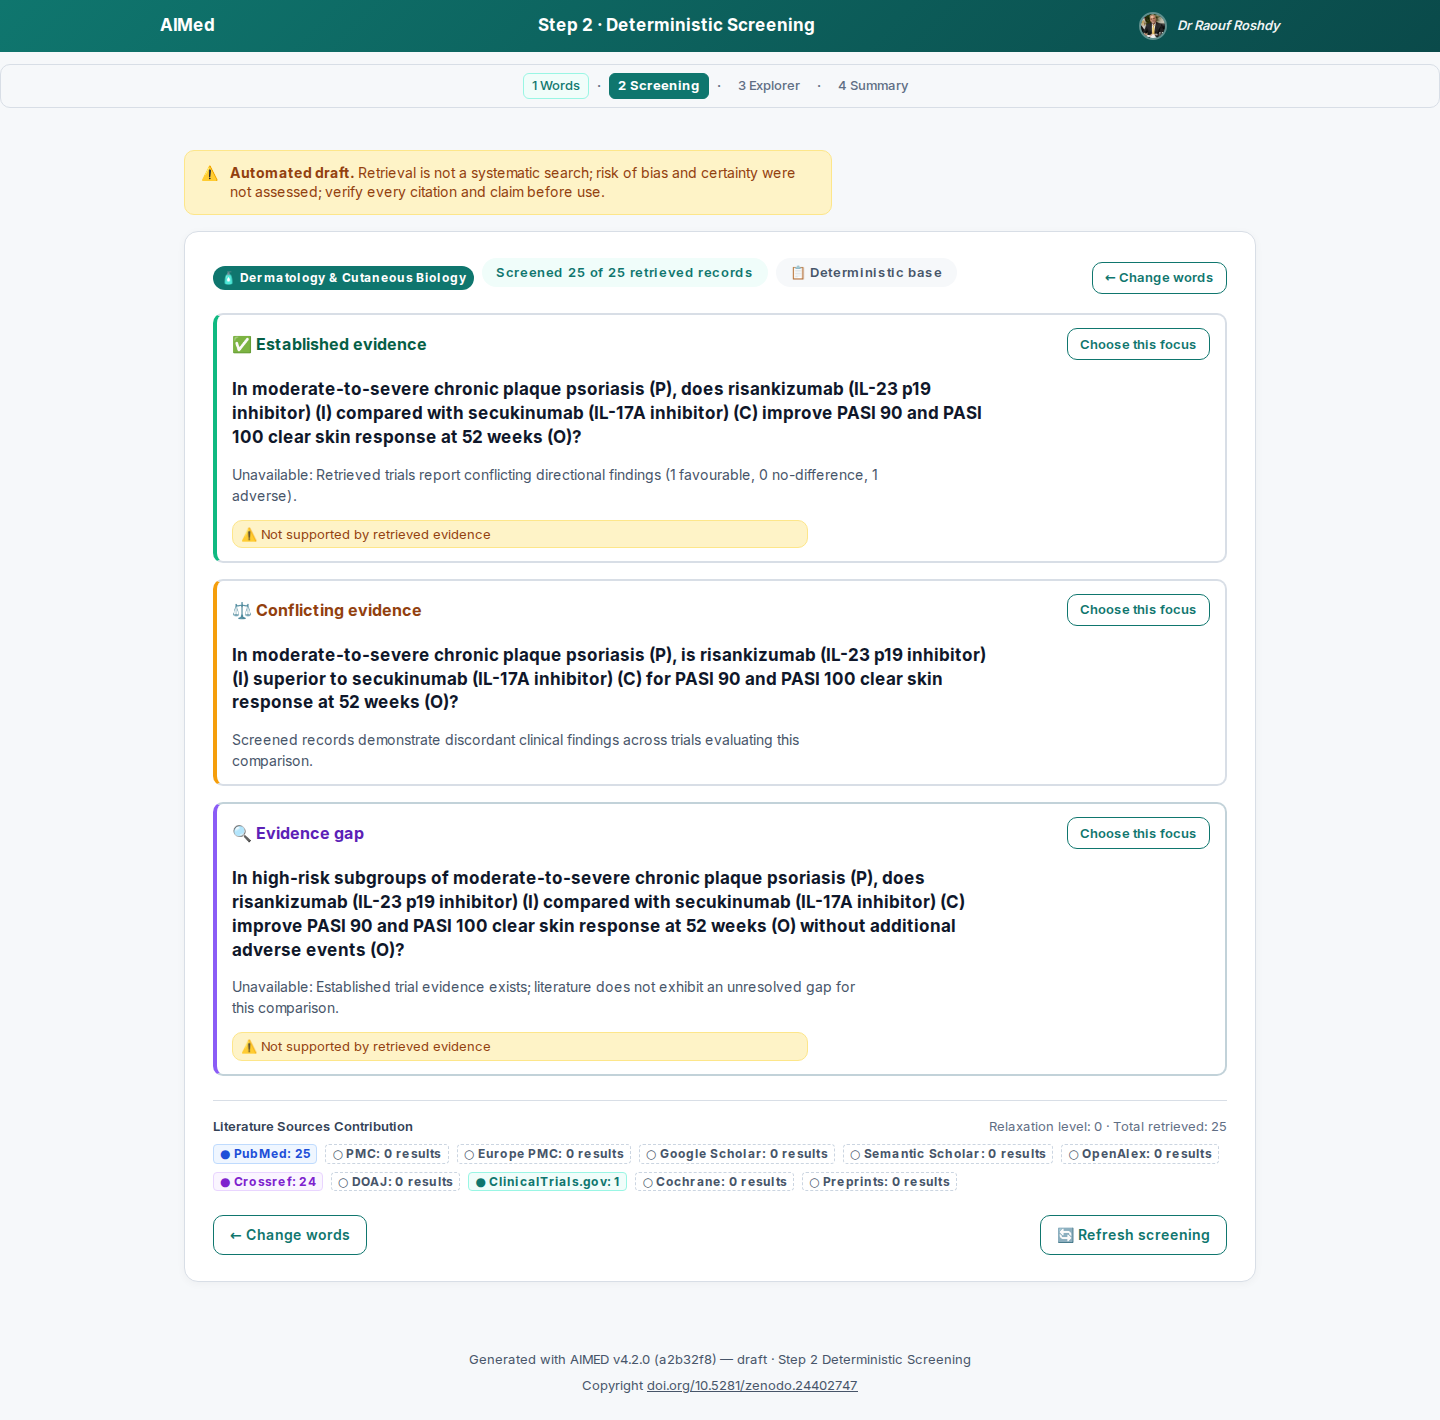 AIMed
Step 2 · Deterministic Screening
Dr Raouf Roshdy
1 Words · 2 Screening · 3 Explorer · 4 Summary
⚠️ Automated draft. Retrieval is not a systematic search; risk of bias and certainty were
not assessed; verify every citation and claim before use.
🧴 Dermatology & Cutaneous Biology
Screened 25 of 25 retrieved records
📋 Deterministic base
← Change words
✅ Established evidence
Choose this focus
In moderate-to-severe chronic plaque psoriasis (P), does risankizumab (IL-23 p19
inhibitor) (I) compared with secukinumab (IL-17A inhibitor) (C) improve PASI 90 and PASI
100 clear skin response at 52 weeks (O)?
Unavailable: Retrieved trials report conflicting directional findings (1 favourable, 0 no-difference, 1
adverse).
⚠️ Not supported by retrieved evidence
⚖️ Conflicting evidence
Choose this focus
In moderate-to-severe chronic plaque psoriasis (P), is risankizumab (IL-23 p19 inhibitor)
(I) superior to secukinumab (IL-17A inhibitor) (C) for PASI 90 and PASI 100 clear skin
response at 52 weeks (O)?
Screened records demonstrate discordant clinical findings across trials evaluating this
comparison.
🔍 Evidence gap
Choose this focus
In high-risk subgroups of moderate-to-severe chronic plaque psoriasis (P), does
risankizumab (IL-23 p19 inhibitor) (I) compared with secukinumab (IL-17A inhibitor) (C)
improve PASI 90 and PASI 100 clear skin response at 52 weeks (O) without additional
adverse events (O)?
Unavailable: Established trial evidence exists; literature does not exhibit an unresolved gap for
this comparison.
⚠️ Not supported by retrieved evidence
Literature Sources Contribution
Relaxation level: 0 · Total retrieved: 25
● PubMed: 25 ○ PMC: 0 results ○ Europe PMC: 0 results ○ Google Scholar: 0 results ○ Semantic Scholar: 0 results ○ OpenAlex: 0 results
● Crossref: 24 ○ DOAJ: 0 results ● ClinicalTrials.gov: 1 ○ Cochrane: 0 results ○ Preprints: 0 results
← Change words
🔄 Refresh screening
Generated with AIMED v4.2.0 (a2b32f8) — draft · Step 2 Deterministic Screening
Copyright doi.org/10.5281/zenodo.24402747